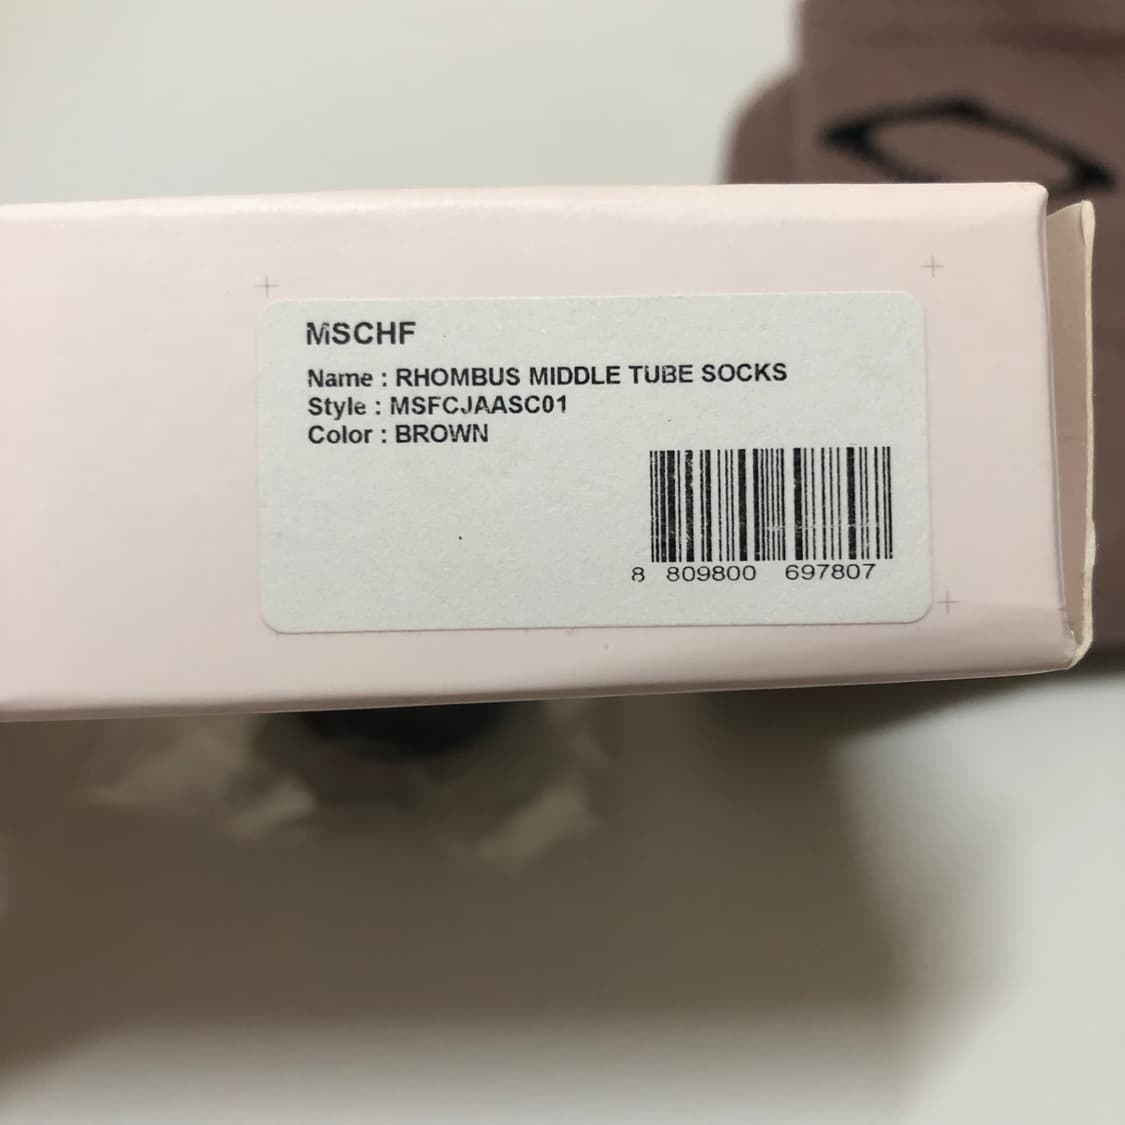 MSCHF
Name : RHOMBUS MIDDLE TUBE SOCKS
Style : MSFCJAASC01
Color : BROWN
8 809800 697807